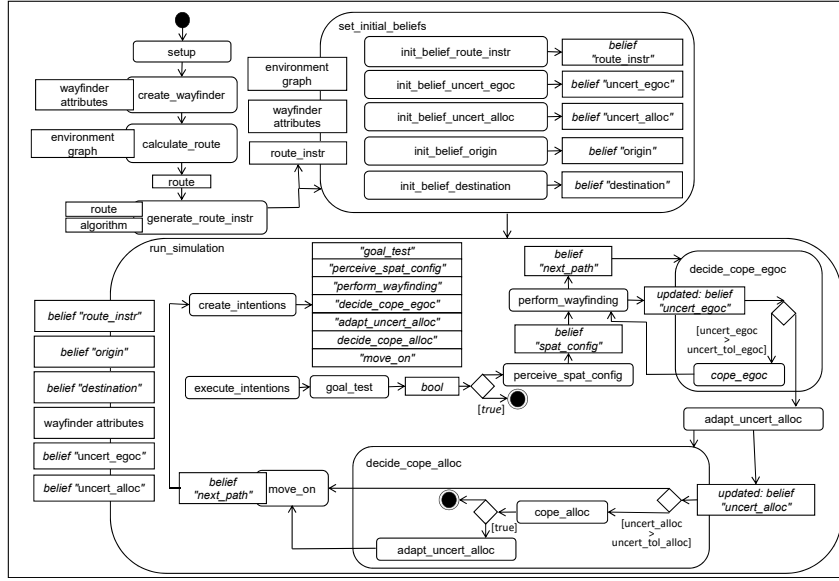 setup
wayfinder
attributes
create_wayfinder
environment
graph
calculate_route
route
route
algorithm
generate_route_instr
set_initial_beliefs
environment
graph
wayfinder
attributes
route_instr
init_belief_route_instr
belief
"route_instr"
init_belief_uncert_egoc
belief "uncert_egoc"
init_belief_uncert_alloc
belief "uncert_alloc"
init_belief_origin
belief "origin"
init_belief_destination
belief "destination"
run_simulation
belief "route_instr"
belief "origin"
belief "destination"
wayfinder attributes
belief "uncert_egoc"
belief "uncert_alloc"
create_intentions
"goal_test"
"perceive_spat_config"
"perform_wayfinding"
"decide_cope_egoc"
"adapt_uncert_alloc"
decide_cope_alloc"
"move_on"
execute_intentions
goal_test
bool
[true]
perceive_spat_config
belief
"spat_config"
perform_wayfinding
belief
"next_path"
decide_cope_egoc
updated: belief
"uncert_egoc"
[uncert_egoc
>
uncert_tol_egoc]
cope_egoc
adapt_uncert_alloc
updated: belief
"uncert_alloc"
decide_cope_alloc
[uncert_alloc
>
uncert_tol_alloc]
cope_alloc
[true]
adapt_uncert_alloc
move_on
belief
"next_path"